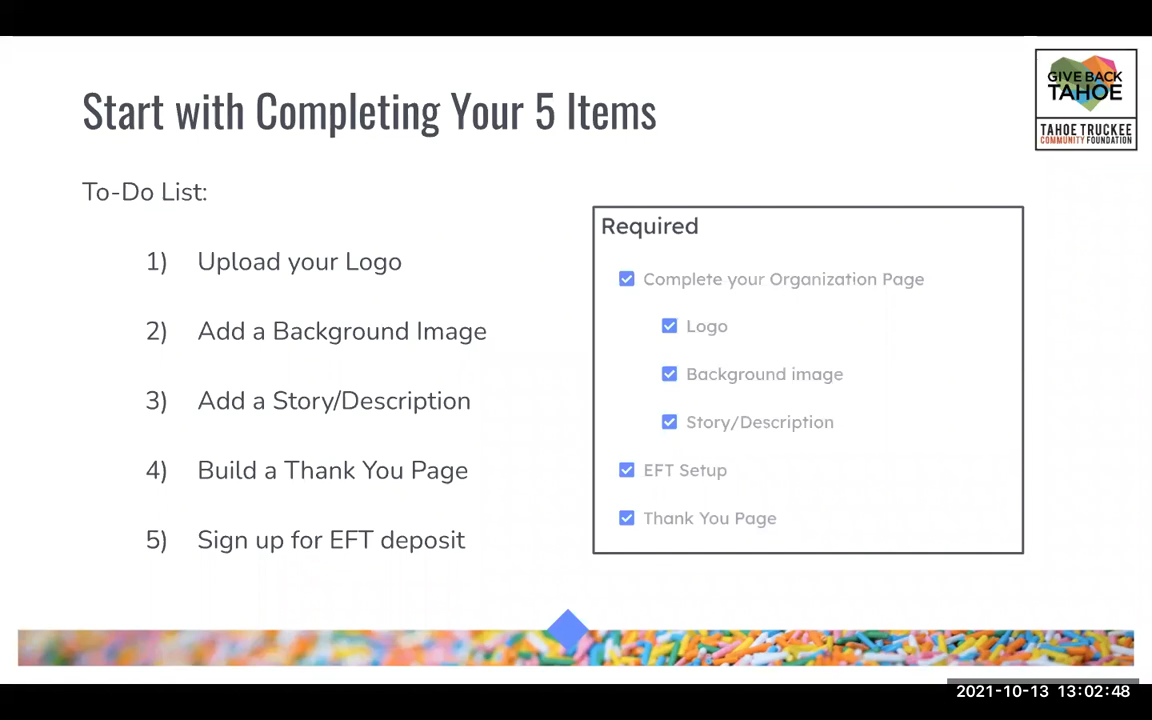 Start with Completing Your 5 Items
GIVE BACK
TAHOE
TAHOE TRUCKEE
COMMUNITY FOUNDATION
To-Do List:
1) Upload your Logo
2) Add a Background Image
3) Add a Story/Description
4) Build a Thank You Page
5) Sign up for EFT deposit
Required
Complete your Organization Page
Logo
Background image
Story/Description
EFT Setup
Thank You Page
2021-10-13 13:02:48